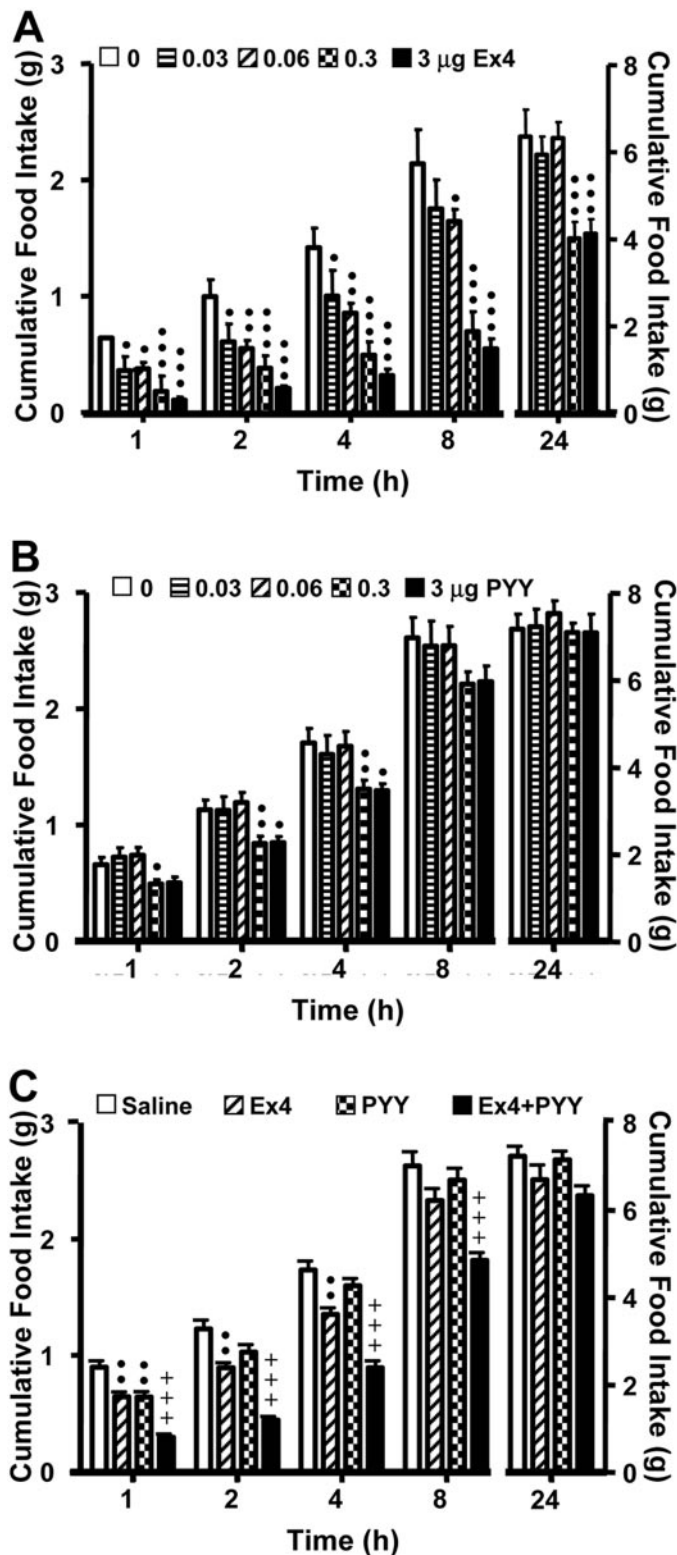 A
0 0.03 0.06 0.3 3 μg Ex4
Cumulative Food Intake (g)
3
2
1
0
8
6
4
2
0
Cumulative Food Intake (g)
1 2 4 8 24
Time (h)
B
0 0.03 0.06 0.3 3 μg PYY
Cumulative Food Intake (g)
3
2
1
0
8
6
4
2
0
Cumulative Food Intake (g)
1 2 4 8 24
Time (h)
C
Saline Ex4 PYY Ex4+PYY
Cumulative Food Intake (g)
3
2
1
0
+++ +++ +++ +++
8
6
4
2
0
Cumulative Food Intake (g)
1 2 4 8 24
Time (h)